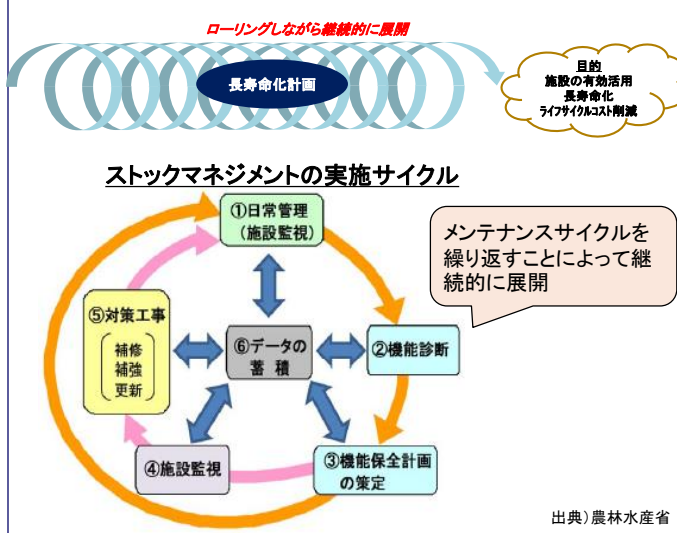 ローリングしながら継続的に展開
長寿命化計画
目的
施設の有効活用
長寿命化
ライフサイクルコスト削減
ストックマネジメントの実施サイクル
①日常管理
(施設監視)
メンテナンスサイクルを
繰り返すことによって継
続的に展開
⑤対策工事
補修
補強
更新
⑥データの
蓄 積
②機能診断
④施設監視
③機能保全計画
の策定
出典)農林水産省